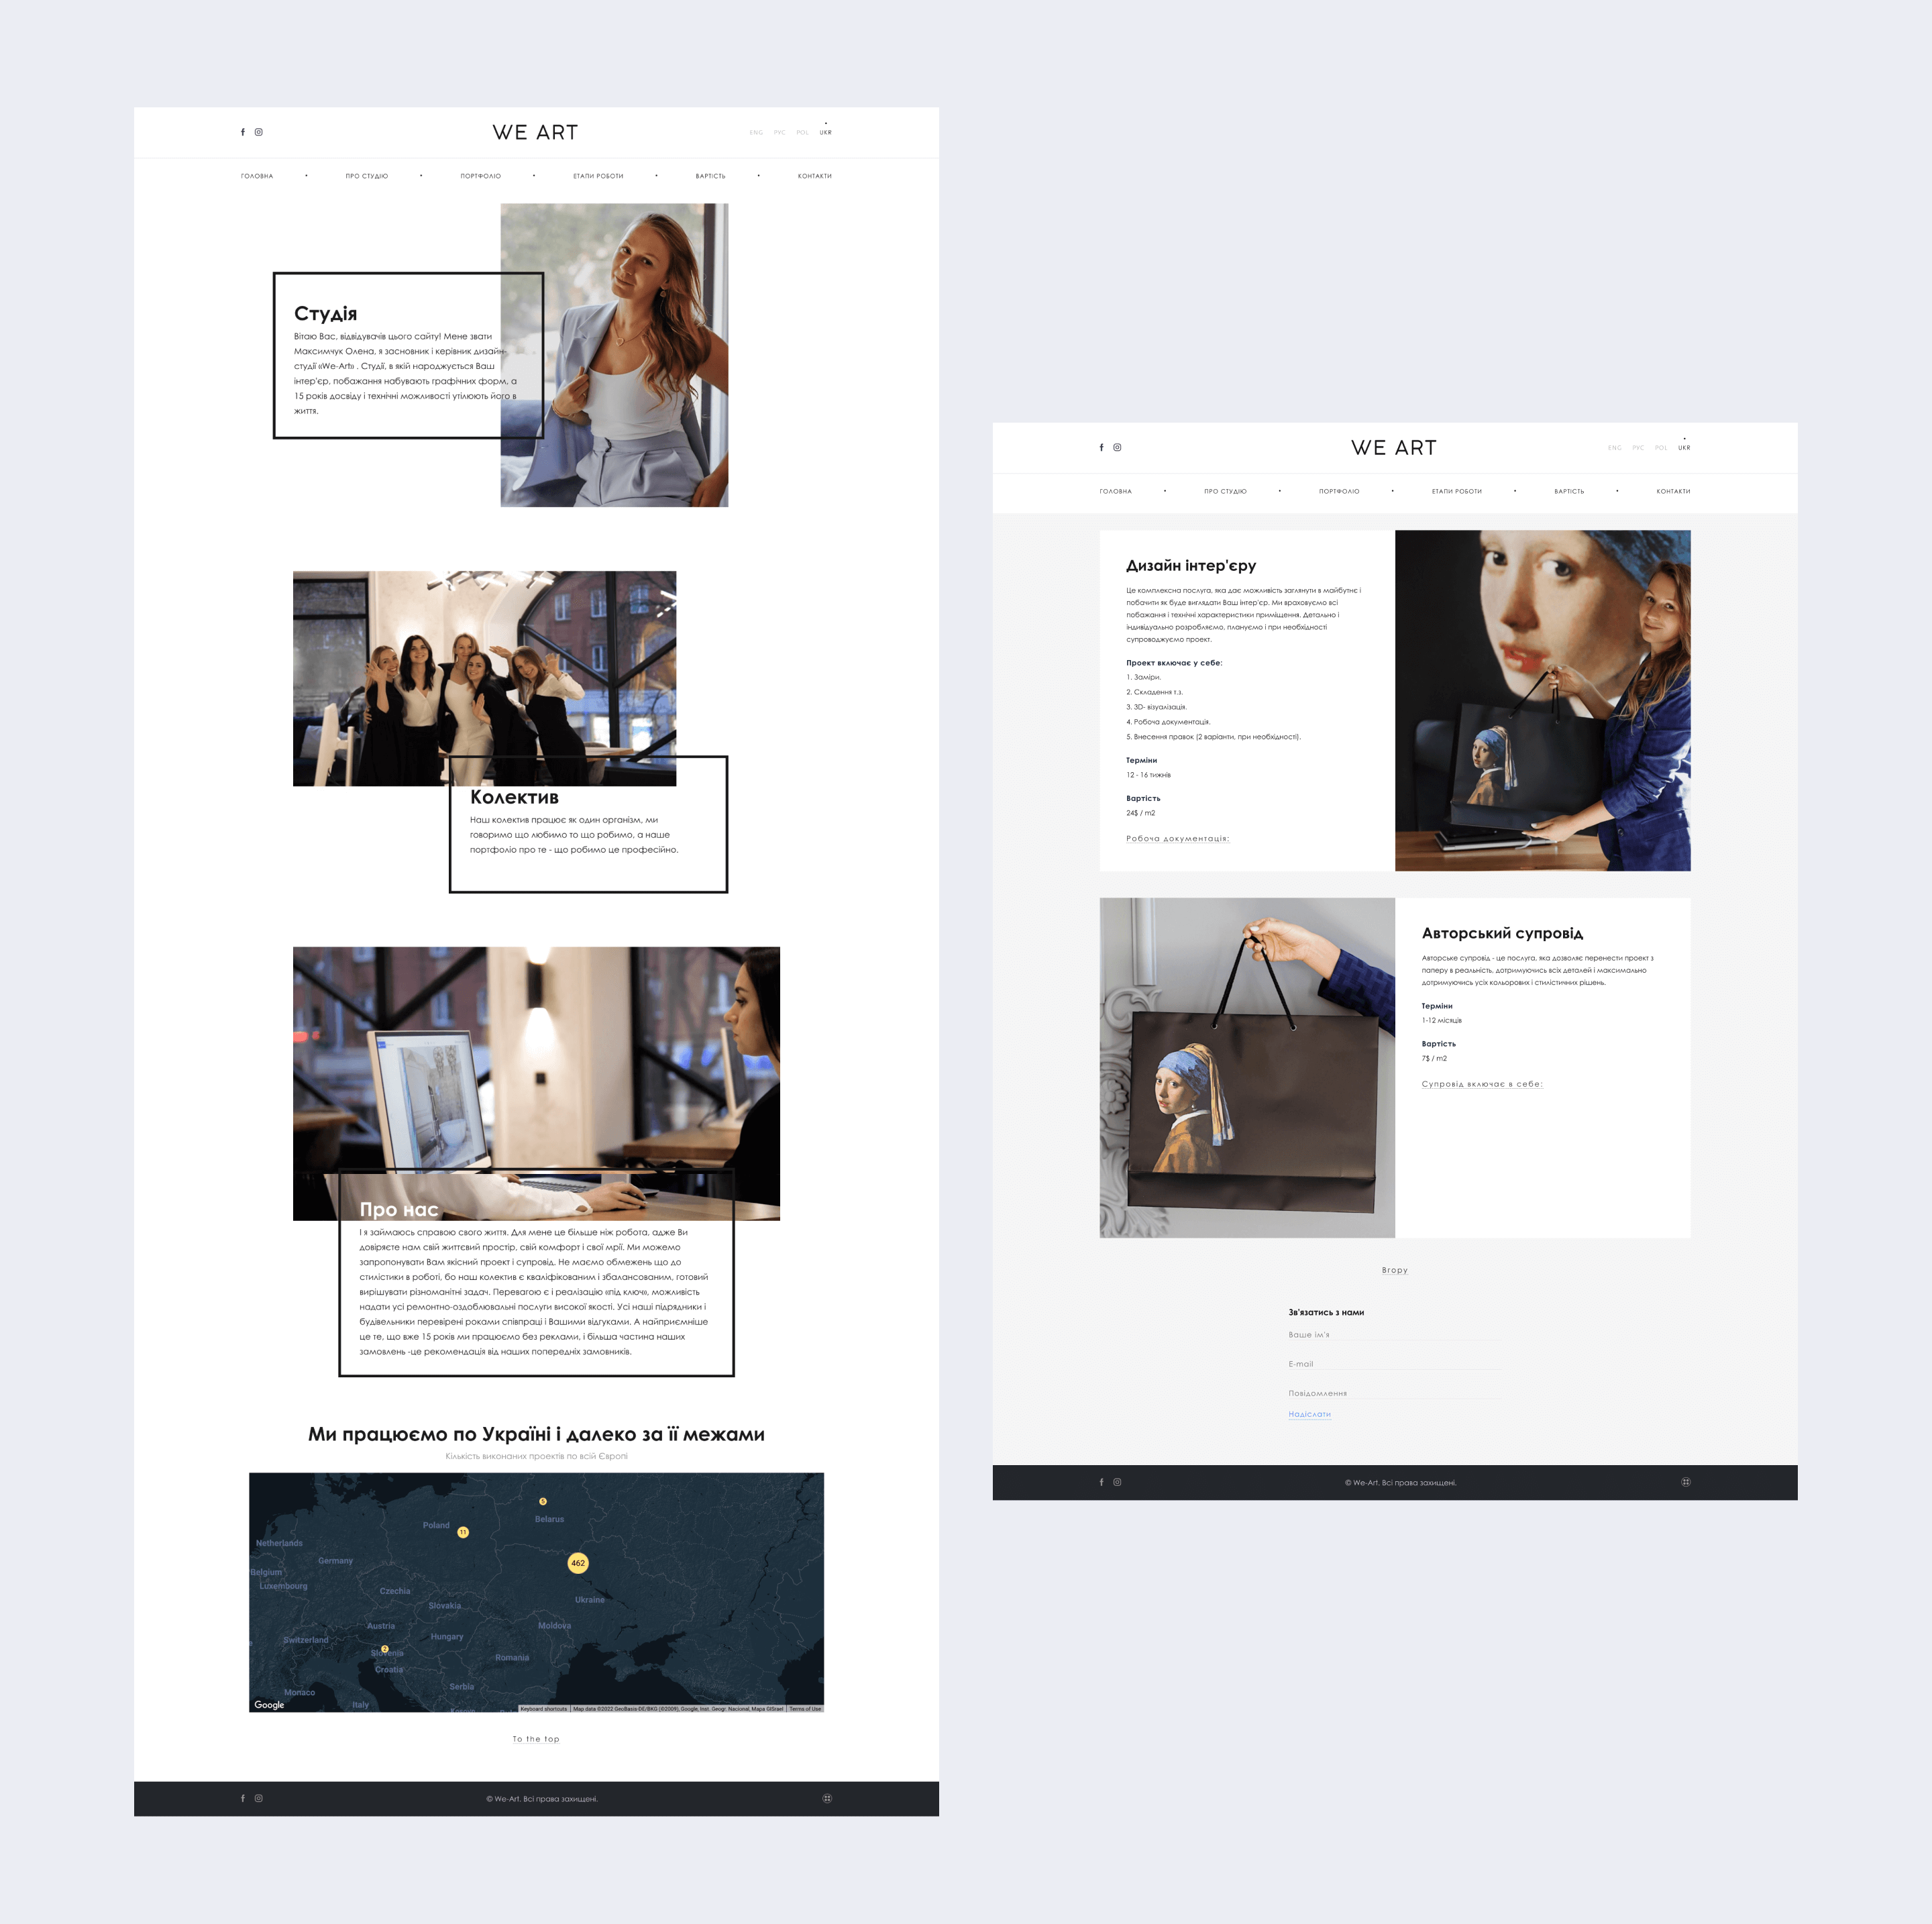 WE ART
ENG РУС POL UKR
ГОЛОВНА • ПРО СТУДІЮ • ПОРТФОЛІО • ЕТАПИ РОБОТИ • ВАРТІСТЬ • КОНТАКТИ
Студія
Вітаю Вас, відвідувачів цього сайту! Мене звати
Максимчук Олена, я засновник і керівник дизайн-
студії «We-Art» . Студії, в якій народжується Ваш
інтер'єр, побажання набувають графічних форм, а
15 років досвіду і технічні можливості утілюють його в
життя.
Колектив
Наш колектив працює як один організм, ми
говоримо що любимо то що робимо, а наше
портфоліо про те - що робимо це професійно.
Про нас
І я займаюсь справою свого життя. Для мене це більше ніж робота, адже Ви
довіряєте нам свій життєвий простір, свій комфорт і свої мрії. Ми можемо
запропонувати Вам якісний проект і супровід. Не маємо обмежень що до
стилістики в роботі, бо наш колектив є кваліфікованим і збалансованим, готовий
вирішувати різноманітні задач. Перевагою є і реалізацію «під ключ», можливість
надати усі ремонтно-оздоблювальні послуги високої якості. Усі наші підрядники і
будівельники перевірені роками співпраці і Вашими відгуками. А найприємніше
це те, що вже 15 років ми працюємо без реклами, і більша частина наших
замовлень -це рекомендація від наших попередніх замовників.
Ми працюємо по Україні і далеко за її межами
Кількість виконаних проектів по всій Європі
5
Belarus
Poland
11
Netherlands
Germany
462
Belgium
Luxembourg
Czechia
Ukraine
Slovakia
Austria
Moldova
Switzerland
Hungary
2
Slovenia
Romania
Croatia
Serbia
Monaco
Italy
Google
Keyboard shortcuts Map data ©2022 GeoBasis-DE/BKG (©2009), Google, Inst. Geogr. Nacional, Mapa GISrael Terms of Use
To the top
© We-Art. Всі права захищені.
WE ART
ENG РУС POL UKR
ГОЛОВНА • ПРО СТУДІЮ • ПОРТФОЛІО • ЕТАПИ РОБОТИ • ВАРТІСТЬ • КОНТАКТИ
Дизайн інтер'єру
Це комплексна послуга, яка дає можливість заглянути в майбутнє і
побачити як буде виглядати Ваш інтер'єр. Ми враховуємо всі
побажання і технічні характеристики приміщення. Детально і
індивідуально розробляємо, плануємо і при необхідності
супроводжуємо проект.
Проект включає у себе:
1. Заміри.
2. Складення т.з.
3. 3D- візуалізація.
4. Робоча документація.
5. Внесення правок (2 варіанти, при необхідності).
Терміни
12 - 16 тижнів
Вартість
24$ / m2
Робоча документація:
Авторський супровід
Авторське супровід - це послуга, яка дозволяє перенести проект з
паперу в реальність, дотримуючись всіх деталей і максимально
дотримуючись усіх кольорових і стилістичних рішень.
Терміни
1-12 місяців
Вартість
7$ / m2
Супровід включає в себе:
Вгору
Зв'язатись з нами
Ваше ім'я
E-mail
Повідомлення
Надіслати
© We-Art. Всі права захищені.